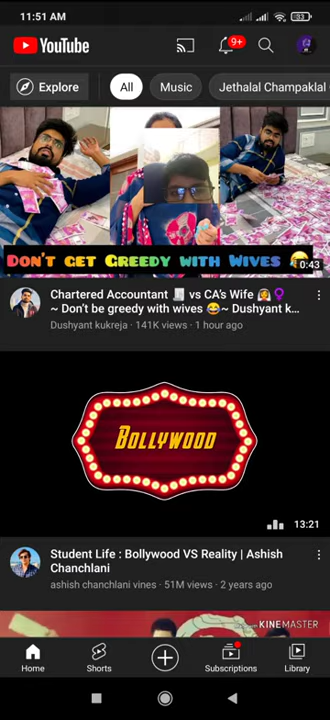 11:51 AM
33
YouTube
9+
Explore
All
Music
Jethalal Champaklal
DON'T GET GREEDY WITH WIVES 😂
0:43
Chartered Accountant 🧾 vs CA's Wife 👰♀
~ Don't be greedy with wives 😂~ Dushyant k...
Dushyant kukreja · 141K views · 1 hour ago
BOLLYWOOD
13:21
Student Life : Bollywood VS Reality | Ashish
Chanchlani
ashish chanchlani vines · 51M views · 2 years ago
KINEMASTER
Home
Shorts
Subscriptions
Library